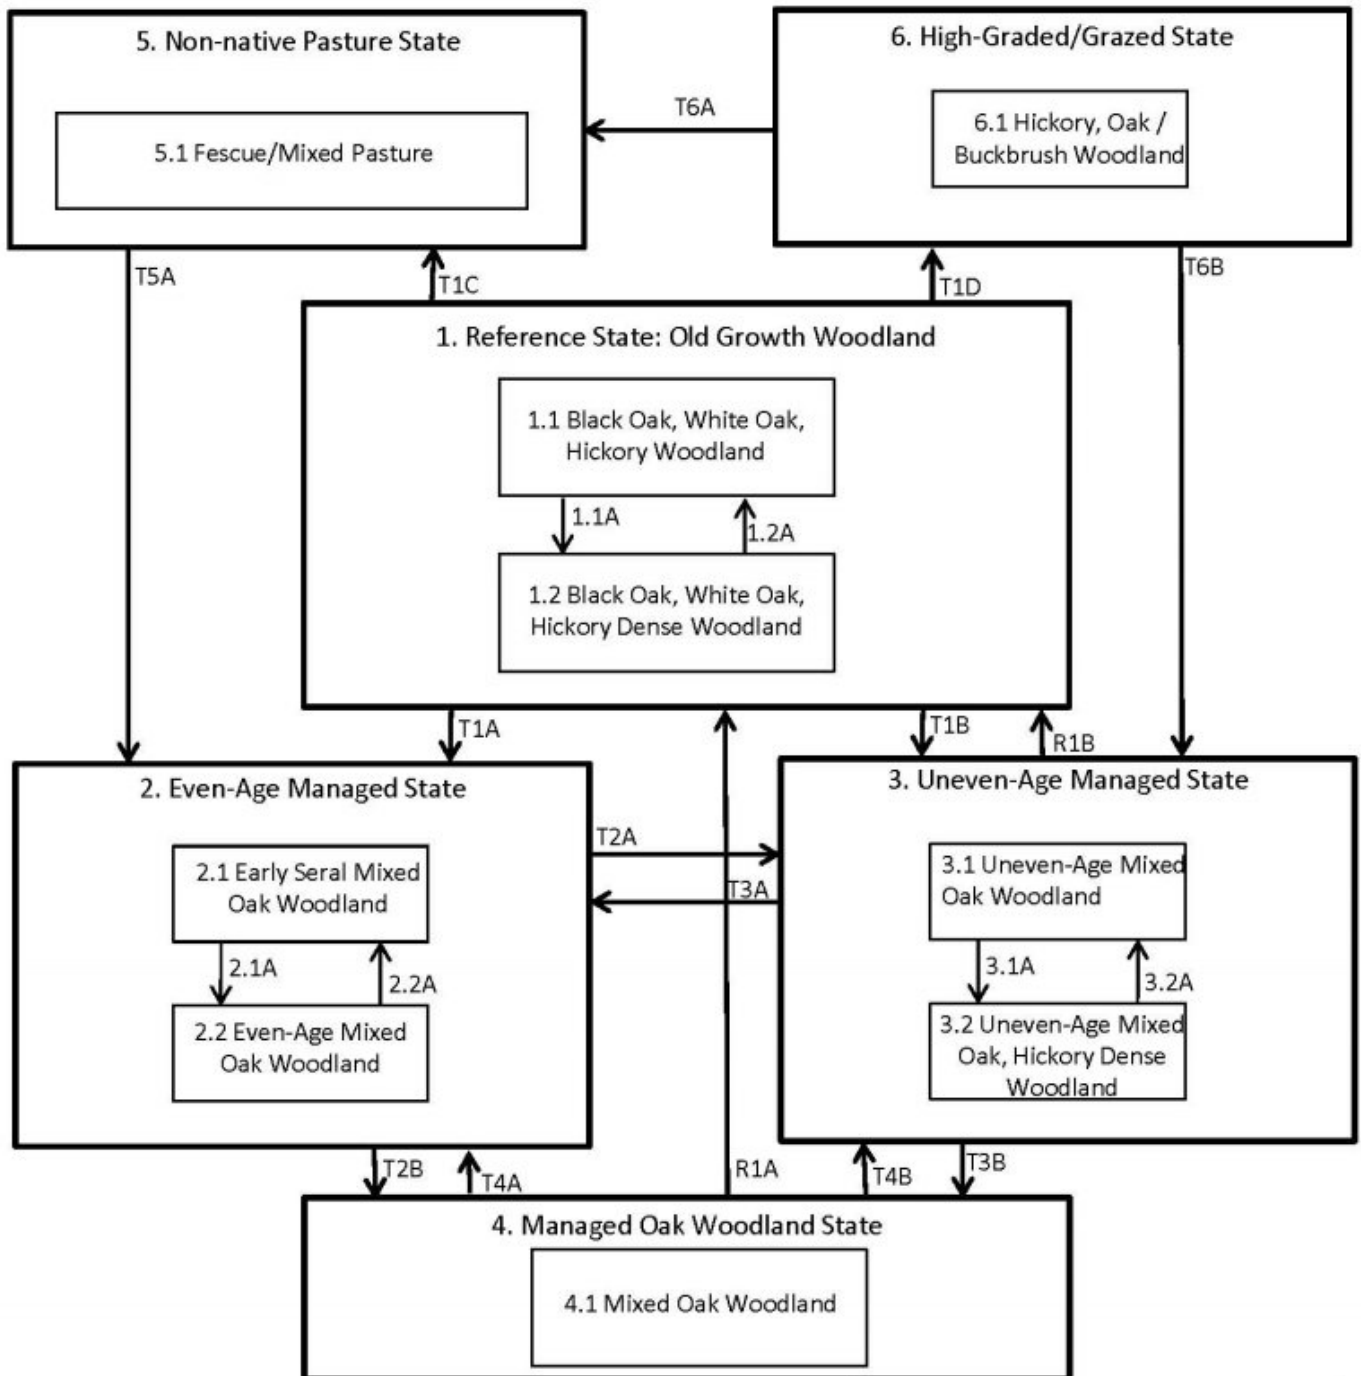 5. Non-native Pasture State
5.1 Fescue/Mixed Pasture
T6A
6. High-Graded/Grazed State
6.1 Hickory, Oak /
Buckbrush Woodland
T5A
T1C
T1D
T6B
1. Reference State: Old Growth Woodland
1.1 Black Oak, White Oak,
Hickory Woodland
1.1A
1.2A
1.2 Black Oak, White Oak,
Hickory Dense Woodland
T1A
T1B
R1B
2. Even-Age Managed State
2.1 Early Seral Mixed
Oak Woodland
2.1A
2.2A
2.2 Even-Age Mixed
Oak Woodland
T2A
T3A
3. Uneven-Age Managed State
3.1 Uneven-Age Mixed
Oak Woodland
3.1A
3.2A
3.2 Uneven-Age Mixed
Oak, Hickory Dense
Woodland
T2B
T4A
R1A
T4B
T3B
4. Managed Oak Woodland State
4.1 Mixed Oak Woodland